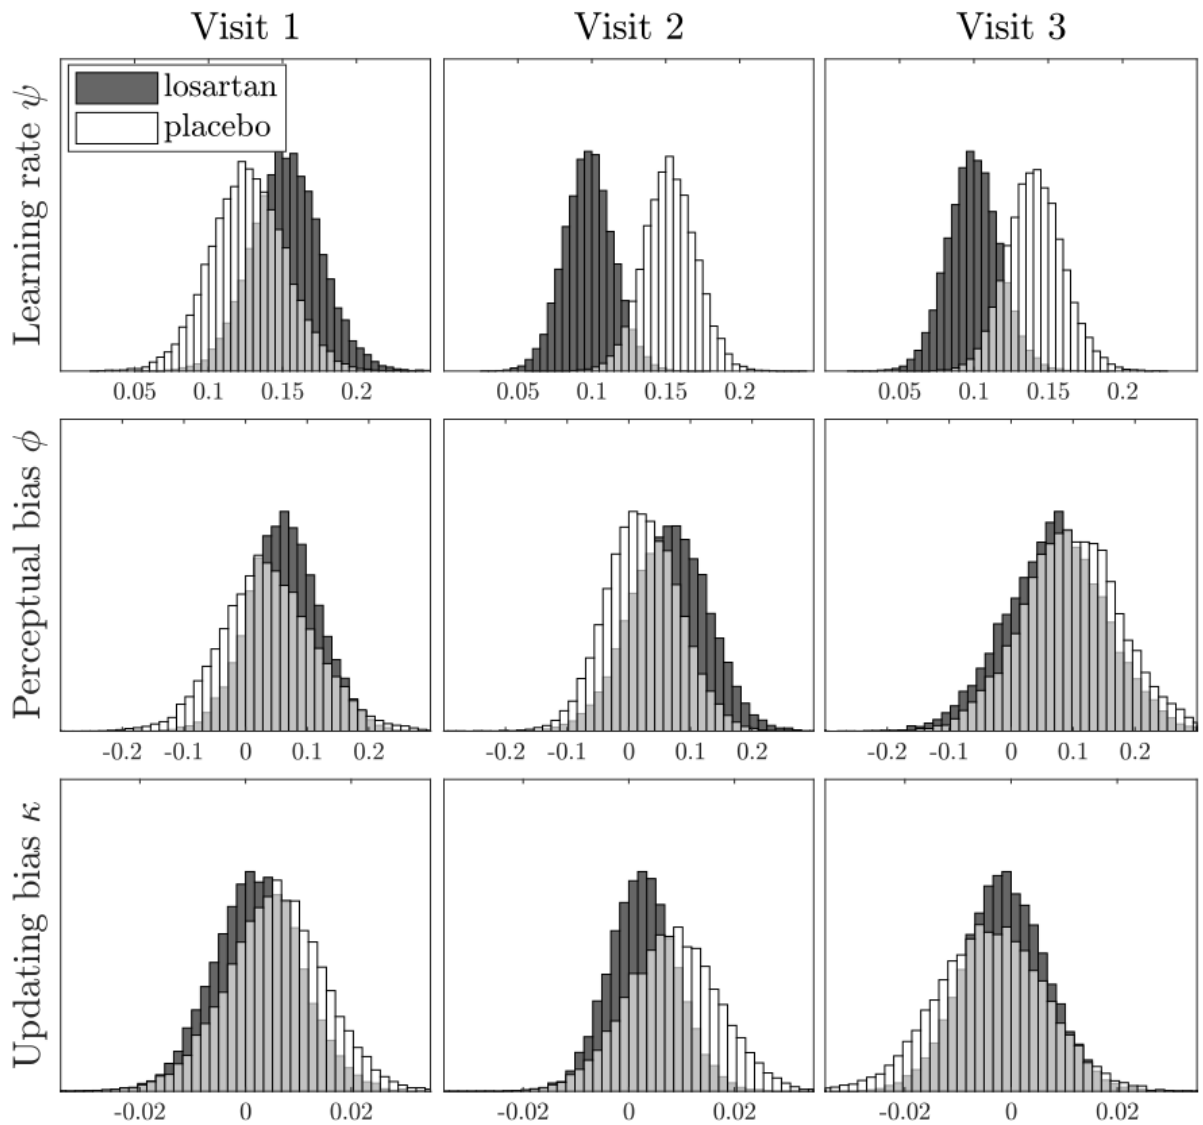 Visit 1 Visit 2 Visit 3
Learning rate ψ
losartan
placebo
0.05 0.1 0.15 0.2 0.05 0.1 0.15 0.2 0.05 0.1 0.15 0.2
Perceptual bias ϕ
-0.2 -0.1 0 0.1 0.2 -0.2 -0.1 0 0.1 0.2 -0.2 -0.1 0 0.1 0.2
Updating bias κ
-0.02 0 0.02 -0.02 0 0.02 -0.02 0 0.02